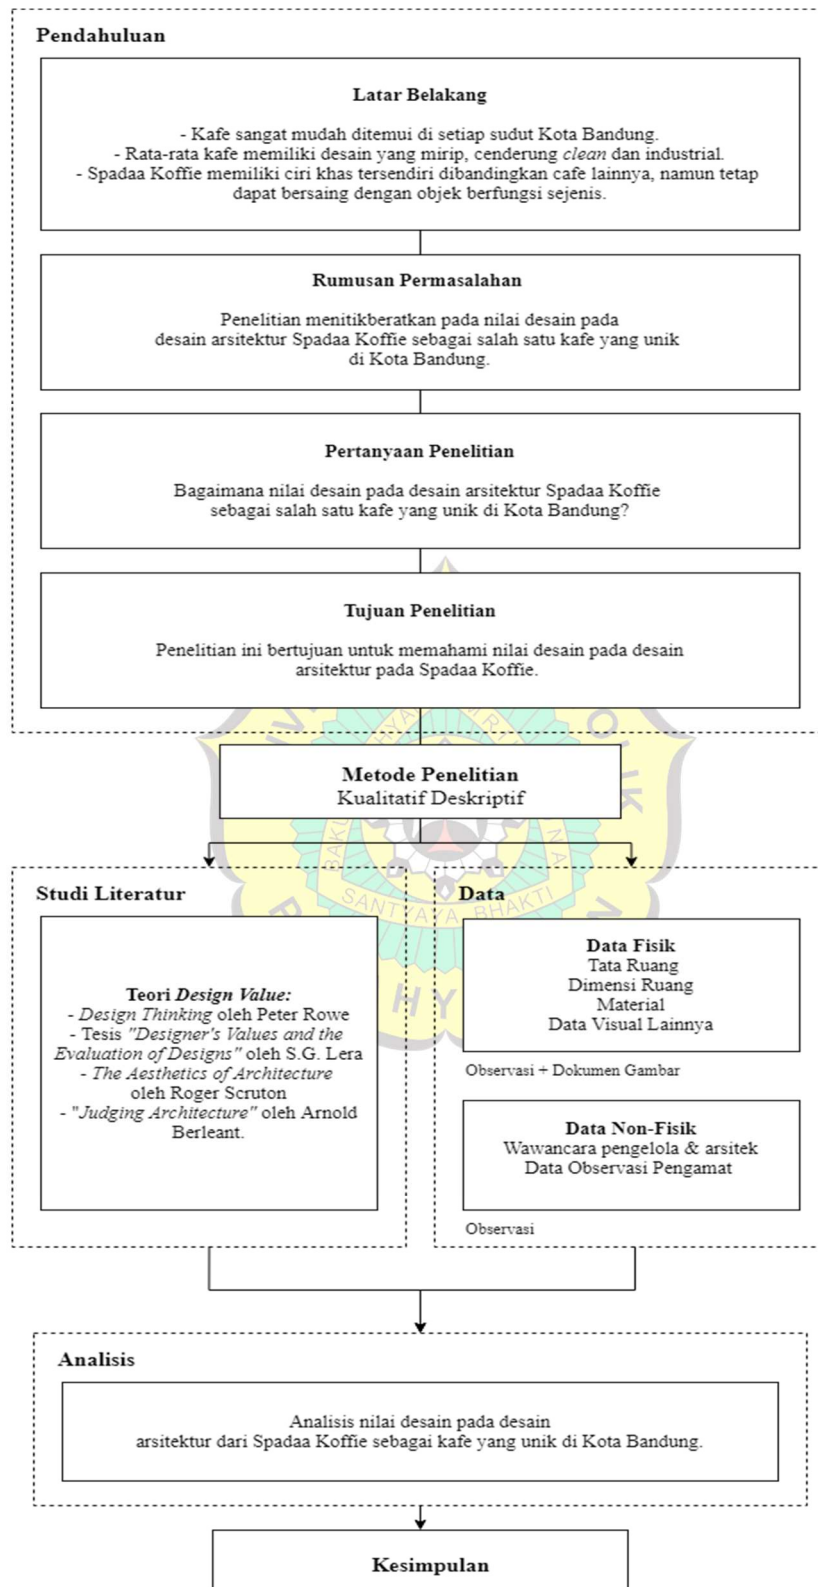 Pendahuluan
Latar Belakang
- Kafe sangat mudah ditemui di setiap sudut Kota Bandung.
- Rata-rata kafe memiliki desain yang mirip, cenderung clean dan industrial.
- Spadaa Koffie memiliki ciri khas tersendiri dibandingkan cafe lainnya, namun tetap
dapat bersaing dengan objek berfungsi sejenis.
Rumusan Permasalahan
Penelitian menitikberatkan pada nilai desain pada
desain arsitektur Spadaa Koffie sebagai salah satu kafe yang unik
di Kota Bandung.
Pertanyaan Penelitian
Bagaimana nilai desain pada desain arsitektur Spadaa Koffie
sebagai salah satu kafe yang unik di Kota Bandung?
Tujuan Penelitian
Penelitian ini bertujuan untuk memahami nilai desain pada desain
arsitektur pada Spadaa Koffie.
Metode Penelitian
Kualitatif Deskriptif
Studi Literatur
Teori Design Value:
- Design Thinking oleh Peter Rowe
- Tesis "Designer's Values and the
Evaluation of Designs" oleh S.G. Lera
- The Aesthetics of Architecture
oleh Roger Scruton
- "Judging Architecture" oleh Arnold
Berleant.
Data
Data Fisik
Tata Ruang
Dimensi Ruang
Material
Data Visual Lainnya
Observasi + Dokumen Gambar
Data Non-Fisik
Wawancara pengelola & arsitek
Data Observasi Pengamat
Observasi
SANTYAYA BHAKTI
Analisis
Analisis nilai desain pada desain
arsitektur dari Spadaa Koffie sebagai kafe yang unik di Kota Bandung.
Kesimpulan